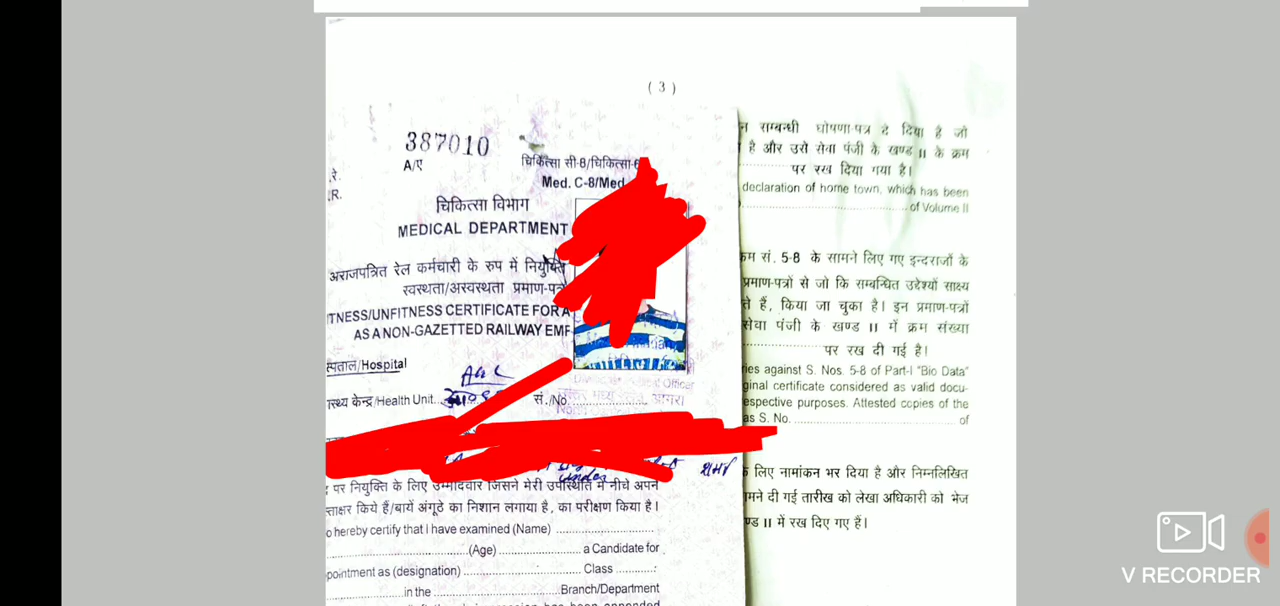 ( 3 )
387010
A/ए
.रे.
.R.
चिकित्सा सी-8/चिकित्सा-6
Med. C-8/Med
चिकित्सा विभाग
MEDICAL DEPARTMENT
अराजपत्रित रेल कर्मचारी के रुप में नियुक्ति
स्वस्थता/अस्वस्थता प्रमाण-पत्र
TNESS/UNFITNESS CERTIFICATE FOR A
AS A NON-GAZETTED RAILWAY EMP
स्पताल/Hospital
AGC
ास्थ्य केन्द्र/Health Unit
सं./No.
Divisional Medical Officer
under
शर्मा
पर नियुक्ति के लिए उम्मीदवार जिसने मेरी उपस्थिति में नीचे अपने
स्ताक्षर किये हैं/बायें अंगूठे का निशान लगाया है, का परीक्षण किया है।
o hereby certify that I have examined (Name)
(Age) a Candidate for
pointment as (designation) Class
in the Branch/Department
न सम्बन्धी घोषणा-पत्र दे दिया है जो
है और उसे सेवा पंजी के खण्ड II के क्रम
पर रख दिया गया है।
declaration of home town, which has been
of Volume II
क्रम सं. 5-8 के सामने लिए गए इन्दराजों के
प्रमाण-पत्रों से जो कि सम्बन्धित उद्देश्यों साक्ष्य
ते हैं, किया जा चुका है। इन प्रमाण-पत्रों
सेवा पंजी के खण्ड II में क्रम संख्या
पर रख दी गई है।
ries against S. Nos. 5-8 of Part-I "Bio Data"
ginal certificate considered as valid docu-
espective purposes. Attested copies of the
as S. No. of
के लिए नामांकन भर दिया है और निम्नलिखित
ामने दी गई तारीख को लेखा अधिकारी को भेज
ण्ड II में रख दिए गए हैं।
V RECORDER